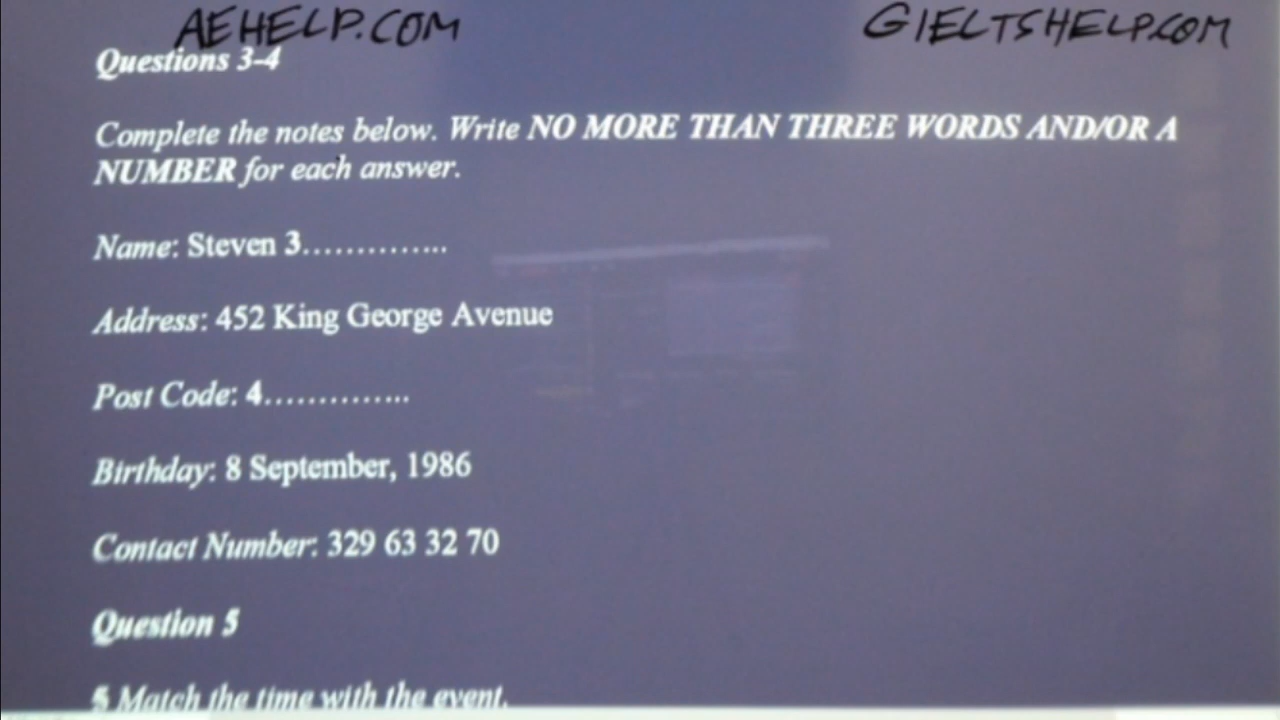 AEHELP.COM GIELTSHELP.COM
Questions 3-4
Complete the notes below. Write NO MORE THAN THREE WORDS AND/OR A
NUMBER for each answer.
Name: Steven 3..............
Address: 452 King George Avenue
Post Code: 4..............
Birthday: 8 September, 1986
Contact Number: 329 63 32 70
Question 5
5 Match the time with the event.